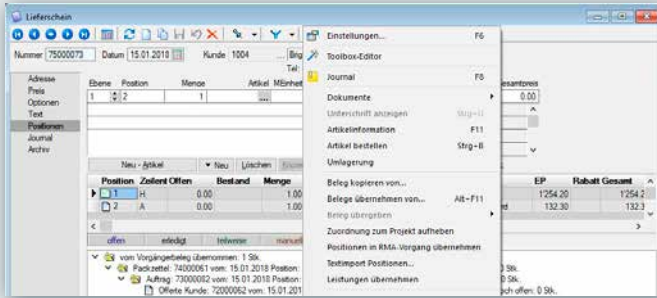 Lieferschein
Nummer 75000073 Datum 15.01.2018 Kunde 1004 ... Brig
Tel:
Adresse
Preis
Optionen
Text
Positionen
Journal
Archiv
Ebene Position Menge Artikel MEinheit
1 2 1 ... 0.00
Neu - Artikel Neu Löschen
Position Zeilent Offen Bestand Menge EP Rabatt Gesamt
1 H 0.00 1.00 1'254.20 1'254.2
2 A 0.00 1.00 132.30 132.3
offen erledigt teilweise manuell
vom Vorgängerbeleg übernommen: 1 Stk.
Packzettel: 74000061 vom: 15.01.2018 Position:
Auftrag: 73000082 vom: 15.01.2018 Position:
Offerte Kunde: 72000062 vom: 15.01.201
0 Stk.
och offen: 0 Stk.
Einstellungen... F6
Toolbox-Editor
Journal F8
Dokumente
Unterschrift anzeigen
Artikelinformation F11
Artikel bestellen Strg+B
Umlagerung
Beleg kopieren von...
Belege übernehmen von... Alt+F11
Beleg übergeben
Zuordnung zum Projekt aufheben
Positionen in RMA-Vorgang übernehmen
Textimport Positionen...
Leistungen übernehmen